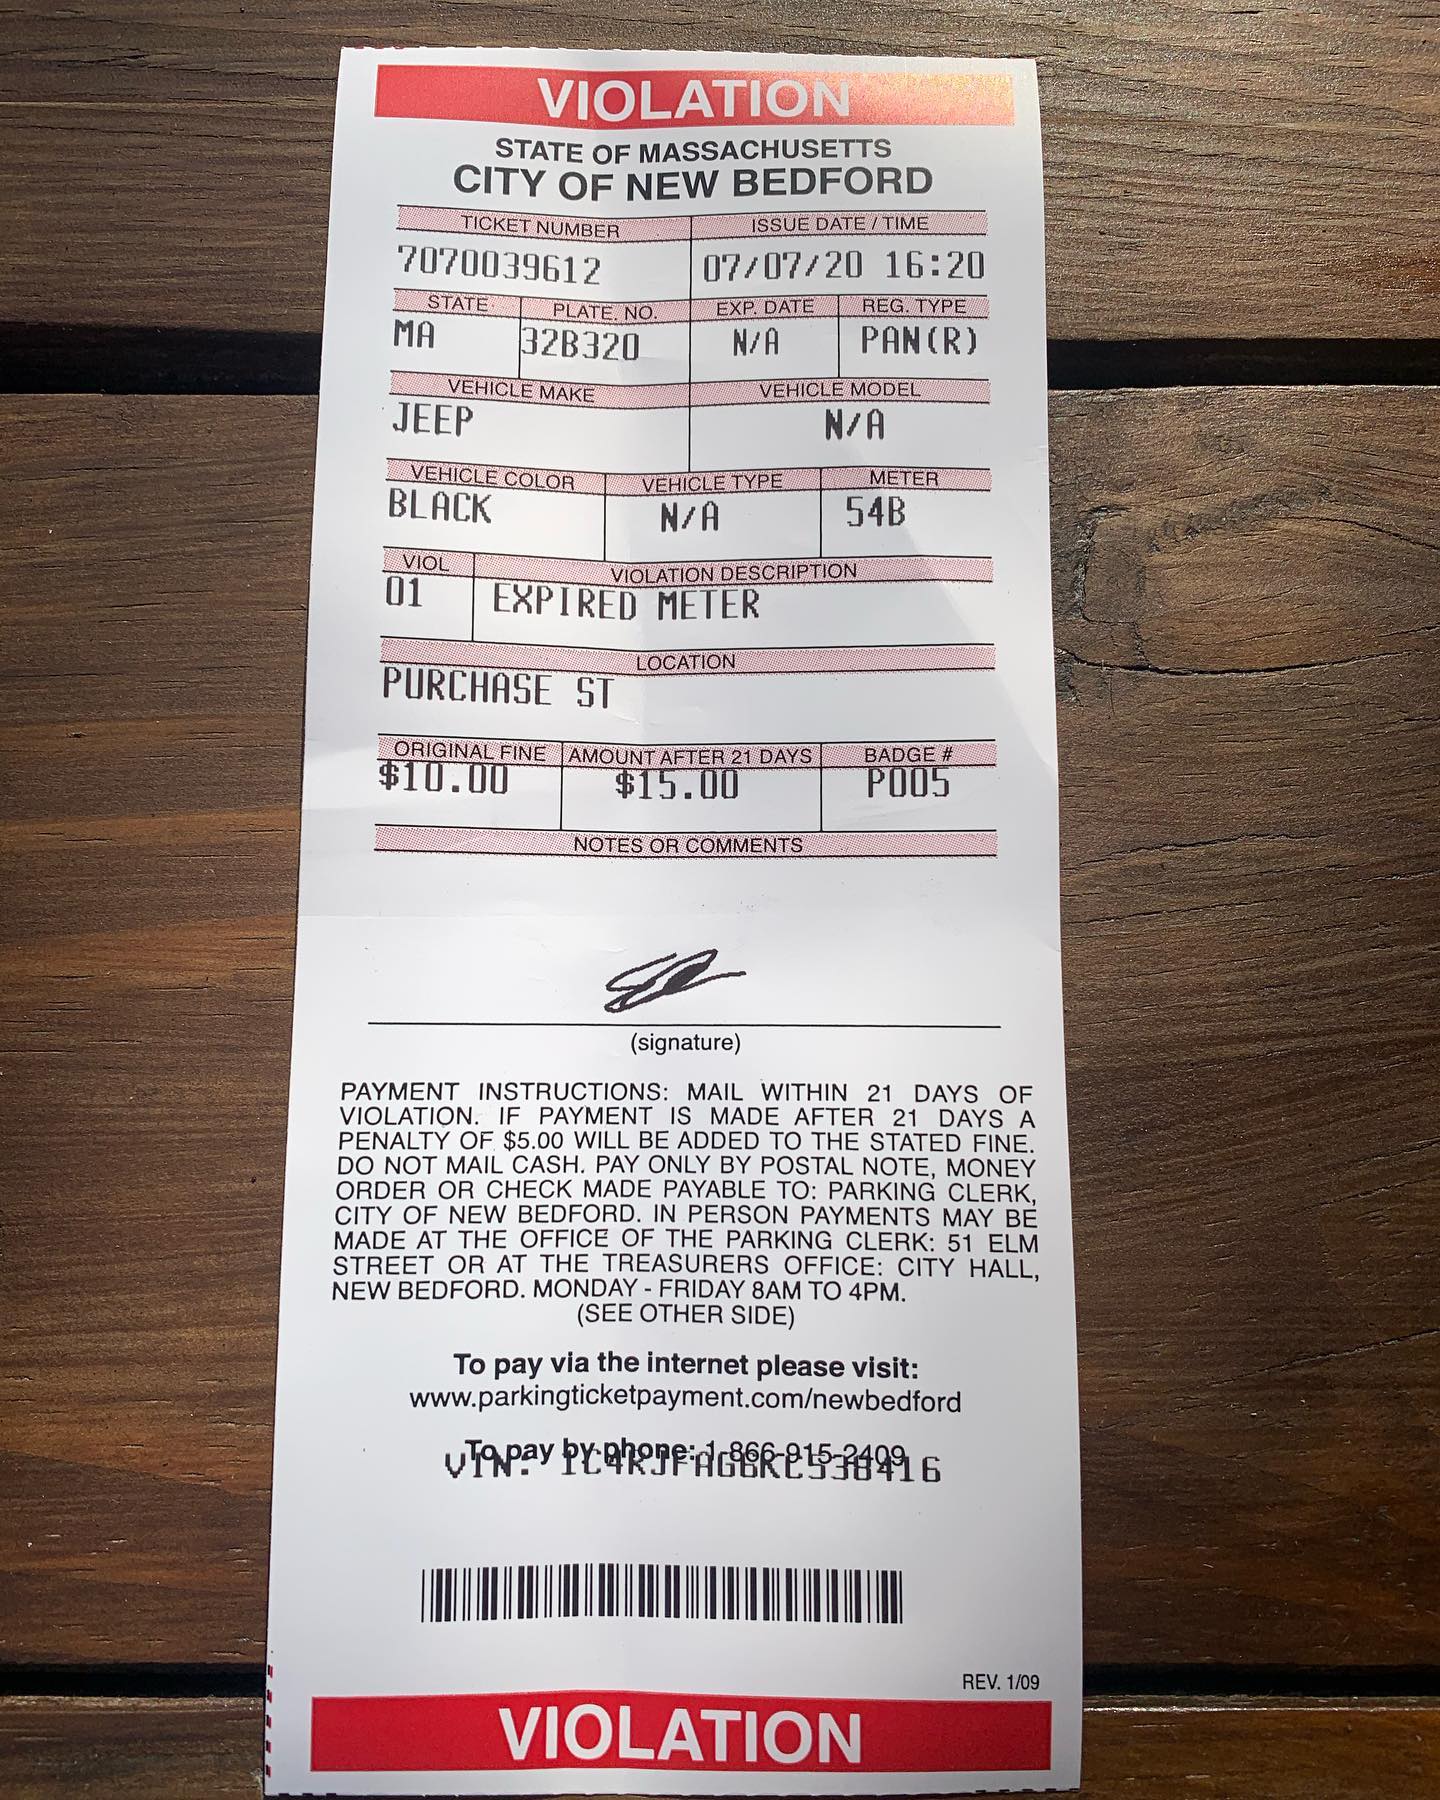 VIOLATION
STATE OF MASSACHUSETTS
CITY OF NEW BEDFORD
TICKET NUMBER ISSUE DATE / TIME
7070039612 07/07/20 16:20
STATE PLATE. NO. EXP. DATE REG. TYPE
MA 32B320 N/A PAN(R)
VEHICLE MAKE VEHICLE MODEL
JEEP N/A
VEHICLE COLOR VEHICLE TYPE METER
BLACK N/A 54B
VIOL VIOLATION DESCRIPTION
01 EXPIRED METER
LOCATION
PURCHASE ST
ORIGINAL FINE AMOUNT AFTER 21 DAYS BADGE #
$10.00 $15.00 P005
NOTES OR COMMENTS
(signature)
PAYMENT INSTRUCTIONS: MAIL WITHIN 21 DAYS OF
VIOLATION. IF PAYMENT IS MADE AFTER 21 DAYS A
PENALTY OF $5.00 WILL BE ADDED TO THE STATED FINE.
DO NOT MAIL CASH. PAY ONLY BY POSTAL NOTE, MONEY
ORDER OR CHECK MADE PAYABLE TO: PARKING CLERK,
CITY OF NEW BEDFORD. IN PERSON PAYMENTS MAY BE
MADE AT THE OFFICE OF THE PARKING CLERK: 51 ELM
STREET OR AT THE TREASURERS OFFICE: CITY HALL,
NEW BEDFORD. MONDAY - FRIDAY 8AM TO 4PM.
(SEE OTHER SIDE)
To pay via the internet please visit:
www.parkingticketpayment.com/newbedford
To pay by phone: 1-866-915-2409
VIN:
REV. 1/09
VIOLATION